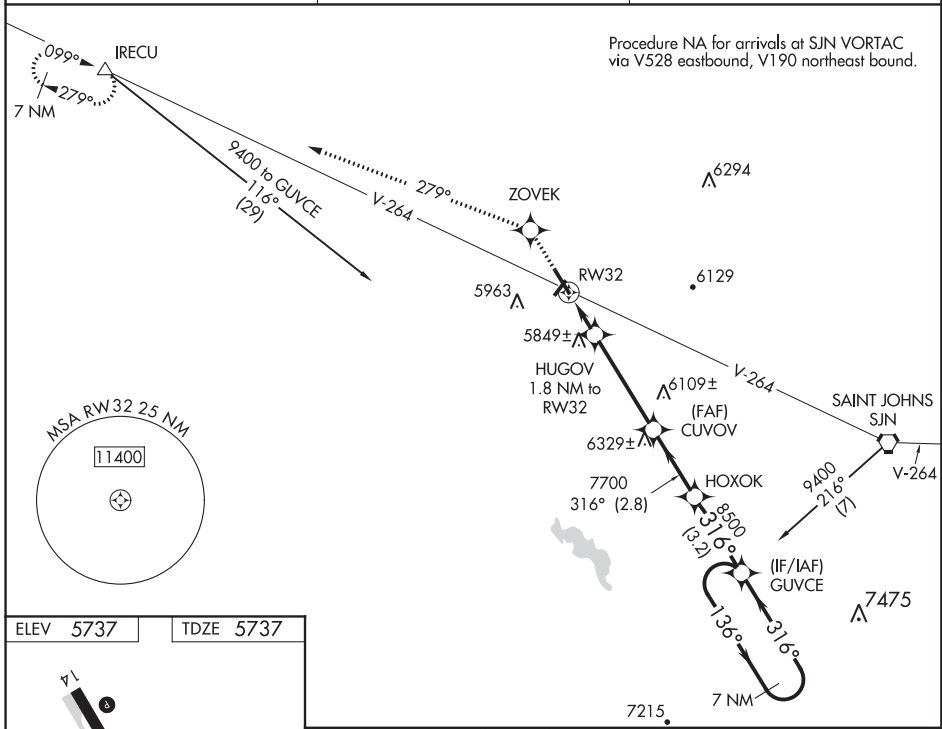 Procedure NA for arrivals at SJN VORTAC
via V528 eastbound, V190 northeast bound.
099°
IRECU
279°
7 NM
9400 to GUVCE
116°
(29)
279°
V-264
ZOVEK
6294
RW32
6129
5963
5849±
HUGOV
1.8 NM to
RW32
V-264
6109±
(FAF)
CUVOV
6329±
SAINT JOHNS
SJN
V-264
9400
216°
(7)
MSA RW32 25 NM
11400
7700
316° (2.8)
HOXOK
8500
316°
(3.2)
(IF/IAF)
GUVCE
7475
136°
316°
7 NM
7215
ELEV 5737
TDZE 5737
14
P